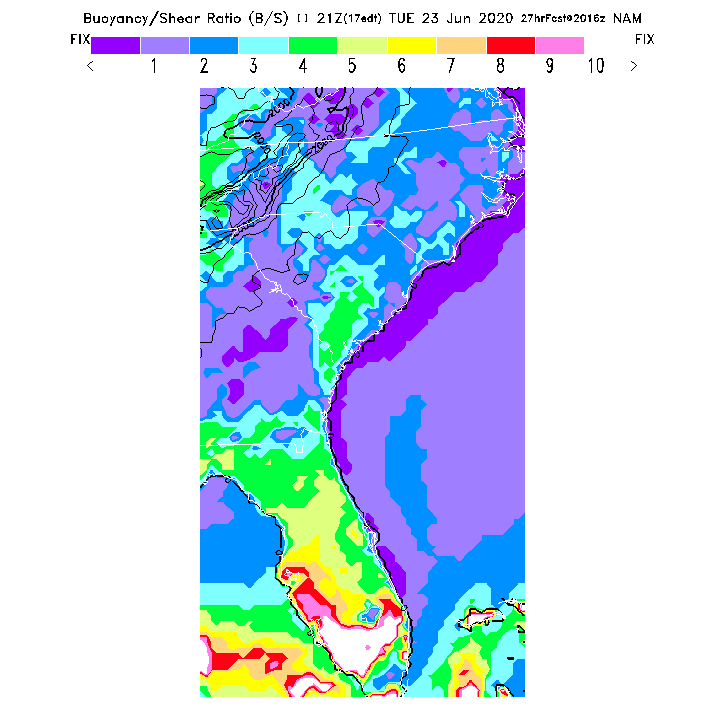 Buoyancy/Shear Ratio (B/S) [] 21Z(17edt) TUE 23 Jun 2020 27hrFcst@2016z NAM
FIX FIX
< 1 2 3 4 5 6 7 8 9 10 >
2000